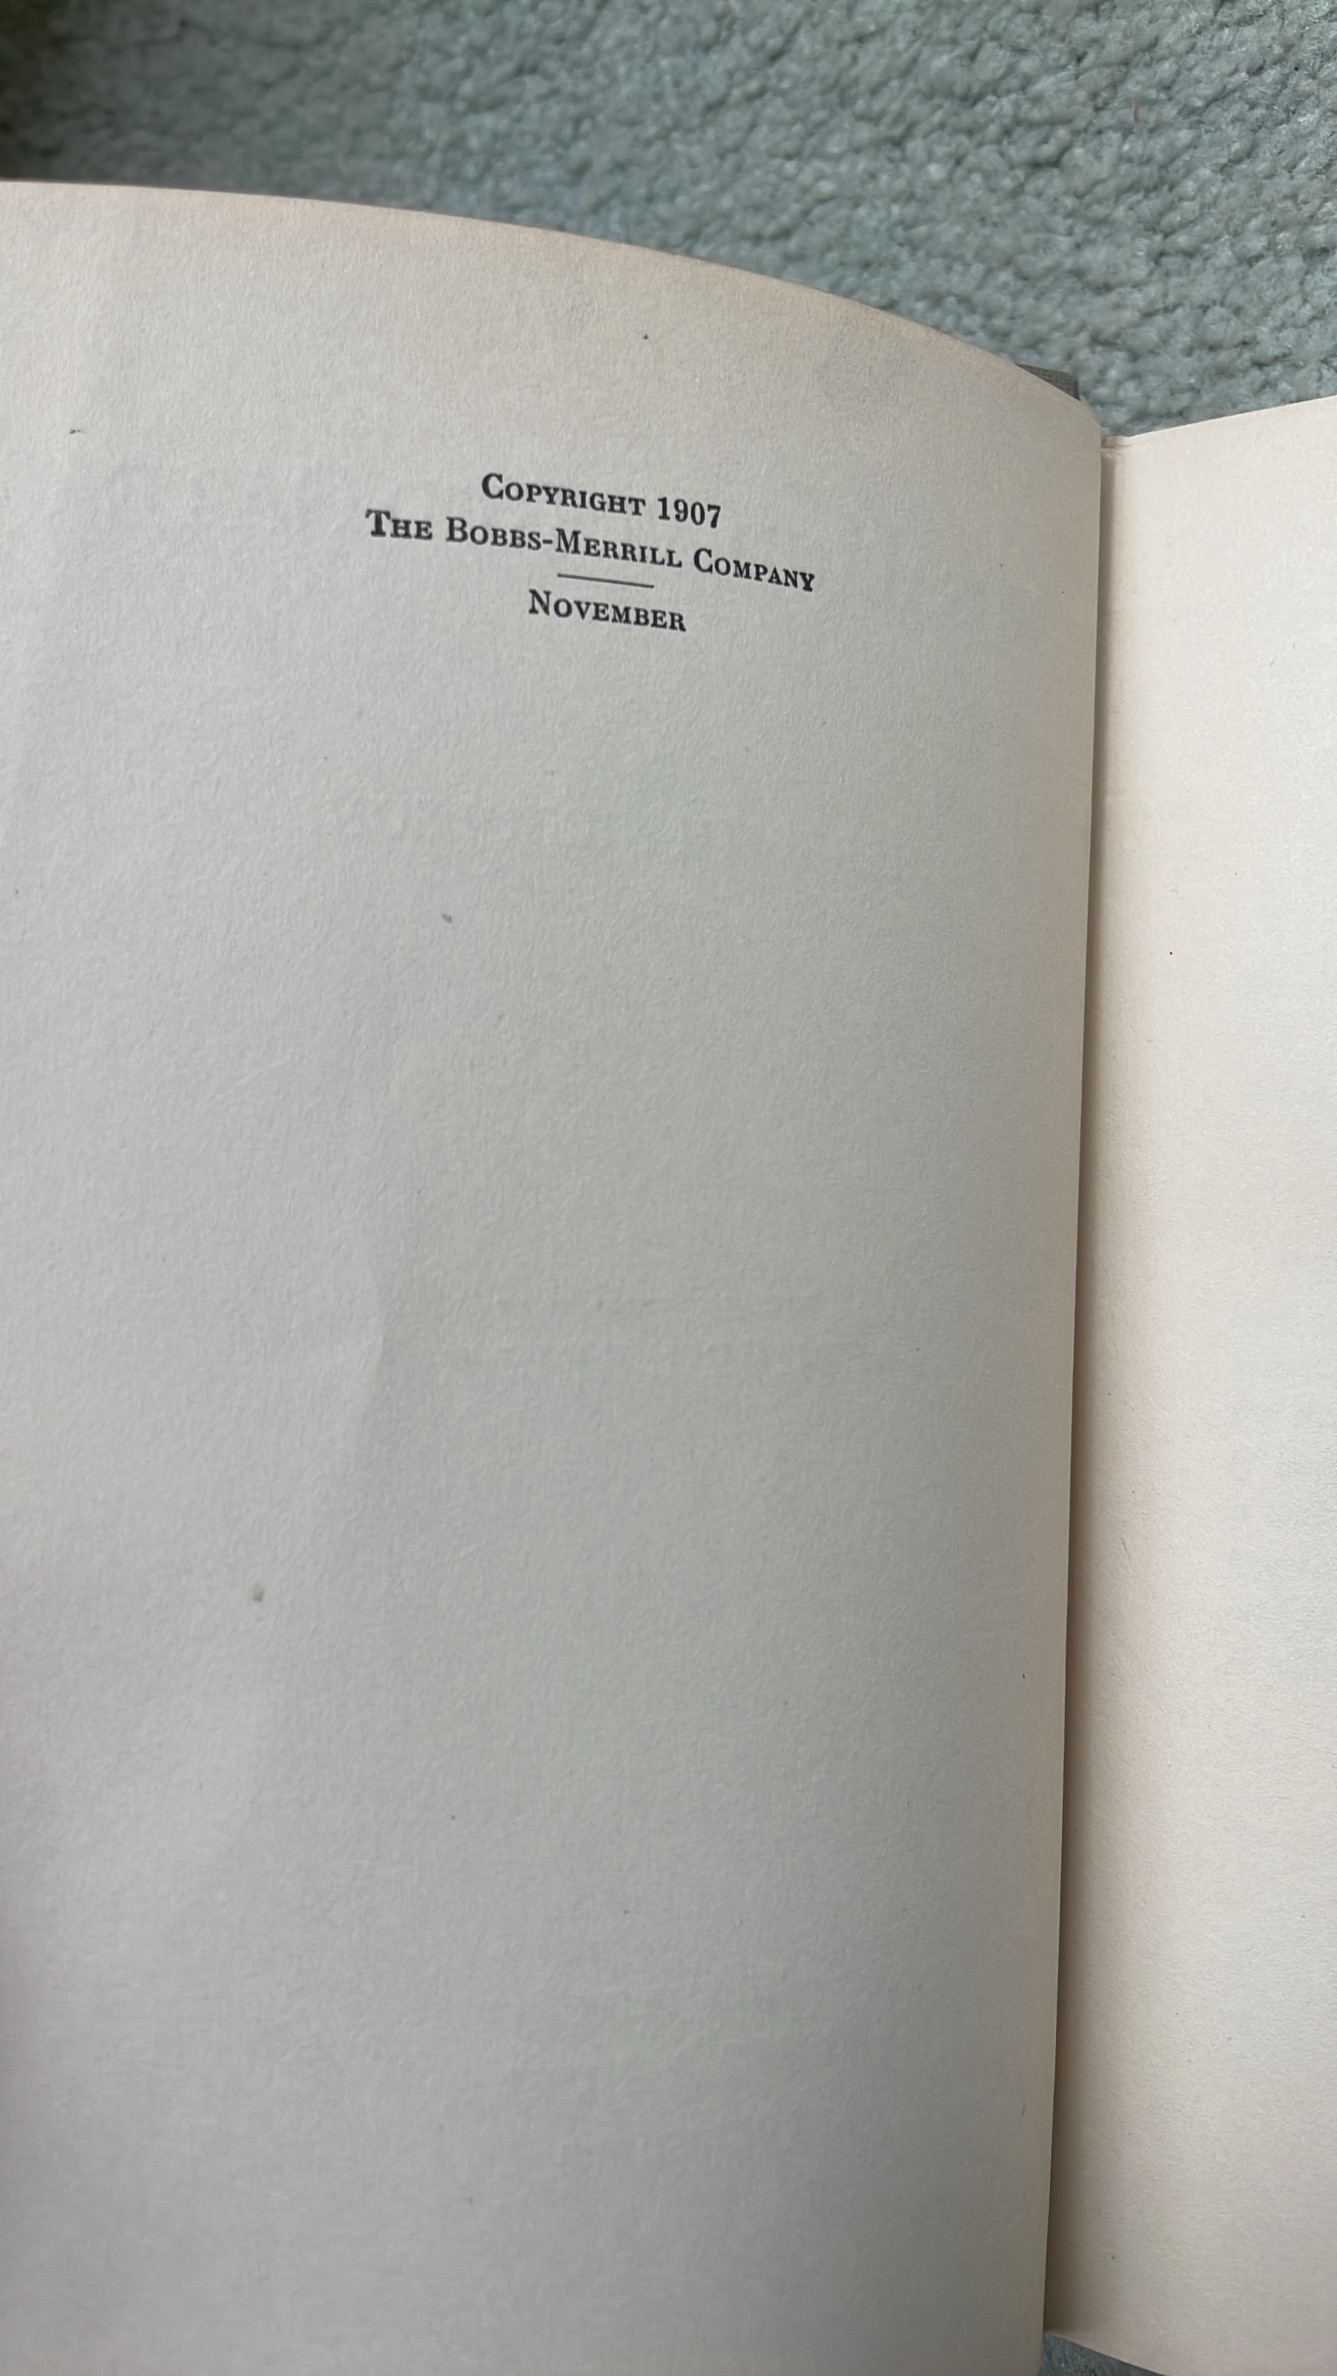 COPYRIGHT 1907
THE BOBBS-MERRILL COMPANY
NOVEMBER